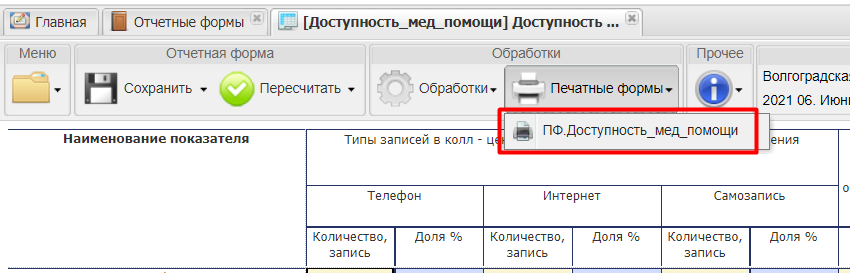 Главная
Отчетные формы
[Доступность_мед_помощи] Доступность ...
Меню
Отчетная форма
Обработки
Прочее
Сохранить
Пересчитать
Обработки
Печатные формы
Волгоградская
2021 06. Июнь
ПФ.Доступность_мед_помощи
Наименование показателя
Типы записей в колл - це
ения
Телефон
Интернет
Самозапись
о
Количество, запись
Доля %
Количество, запись
Доля %
Количество, запись
Доля %